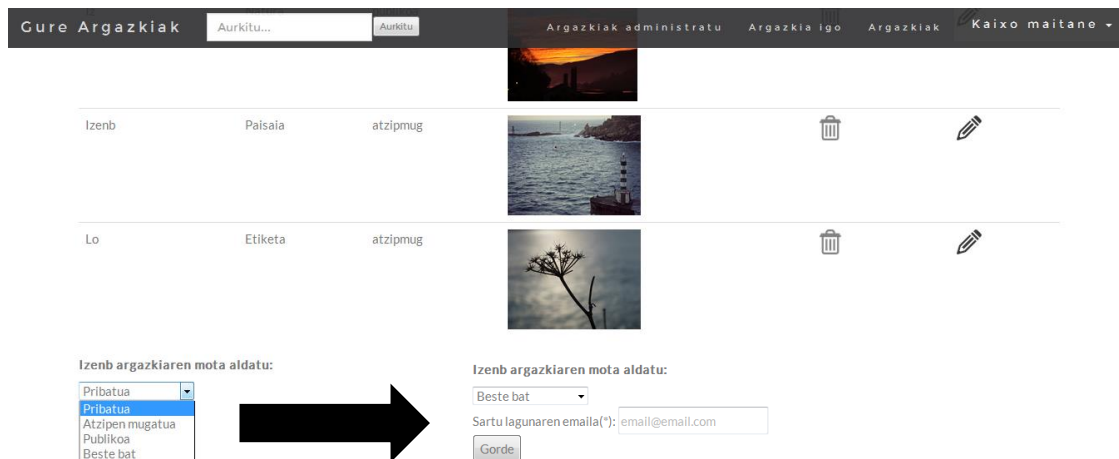 Gure Argazkiak Aurkitu... Aurkitu Argazkiak administratu Argazkia igo Argazkiak Kaixo maitane
Izenb Paisaia atzipmug
Lo Etiketa atzipmug
Izenb argazkiaren mota aldatu:
Pribatua
Pribatua
Atzipen mugatua
Publikoa
Beste bat
Izenb argazkiaren mota aldatu:
Beste bat
Sartu lagunaren emaila(*): email@email.com
Gorde